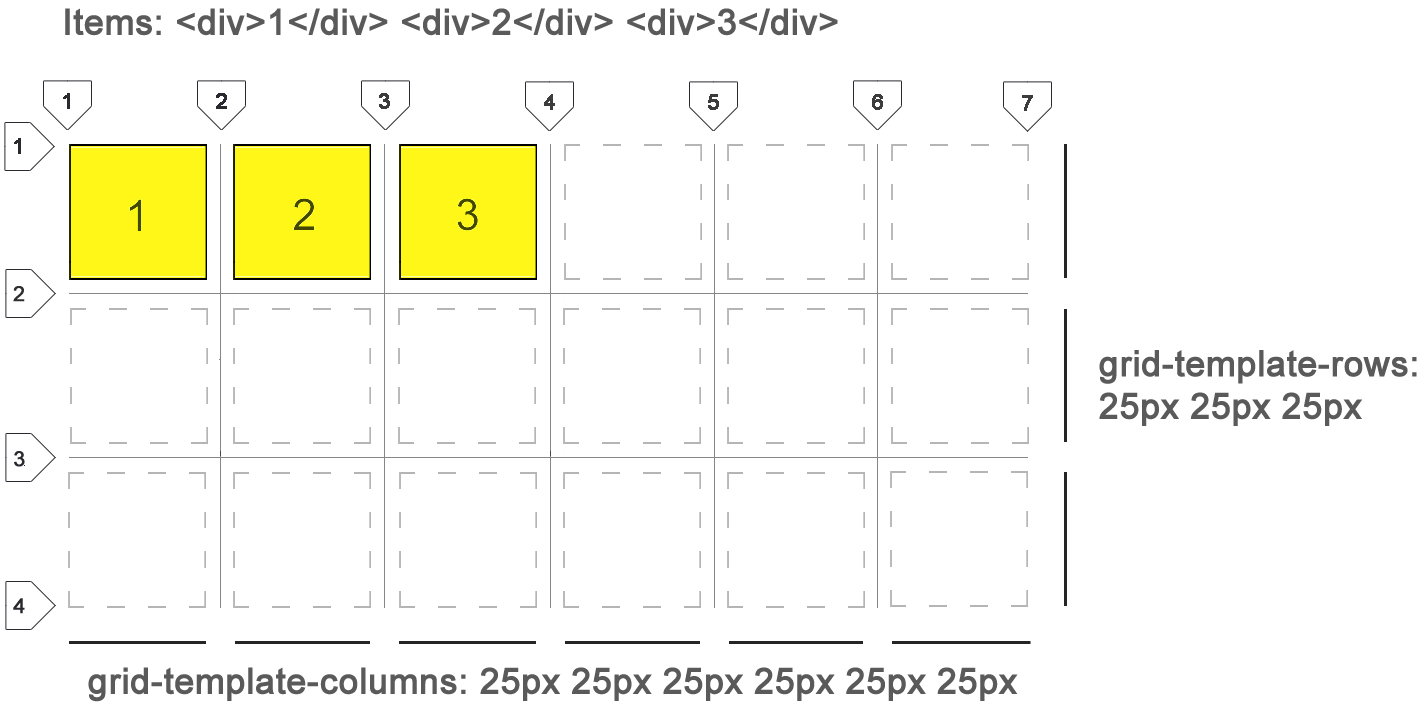 Items: <div>1</div> <div>2</div> <div>3</div>
1 2 3 4 5 6 7
1
1 2 3
2
grid-template-rows:
25px 25px 25px
3
4
grid-template-columns: 25px 25px 25px 25px 25px 25px